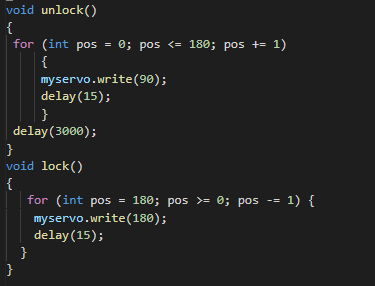 void unlock()
{
for (int pos = 0; pos <= 180; pos += 1)
{
myservo.write(90);
delay(15);
}
delay(3000);
}
void lock()
{
for (int pos = 180; pos >= 0; pos -= 1) {
myservo.write(180);
delay(15);
}
}